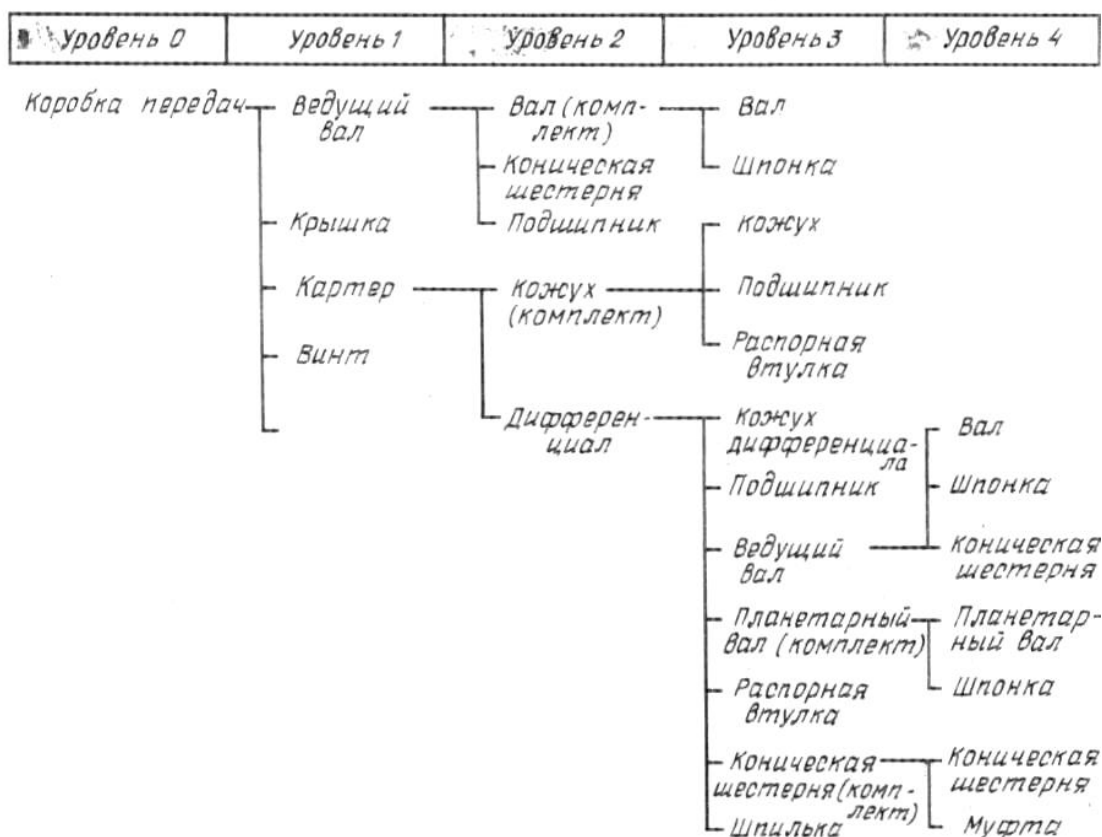 Уровень 0 Уровень 1 Уровень 2 Уровень 3 Уровень 4
Коробка передач Ведущий Вал (комп- Вал
вал лект)
Коническая Шпонка
шестерня
Крышка Подшипник Кожух
Картер Кожух Подшипник
(комплект)
Винт Распорная
втулка
Дифферен- Кожух Вал
циал дифференциа-
ла
Подшипник Шпонка
Ведущий Коническая
вал шестерня
Планетарный Планетар-
вал (комплект) ный вал
Распорная Шпонка
втулка
Коническая Коническая
шестерня (комп- шестерня
лект)
Шпилька Муфта